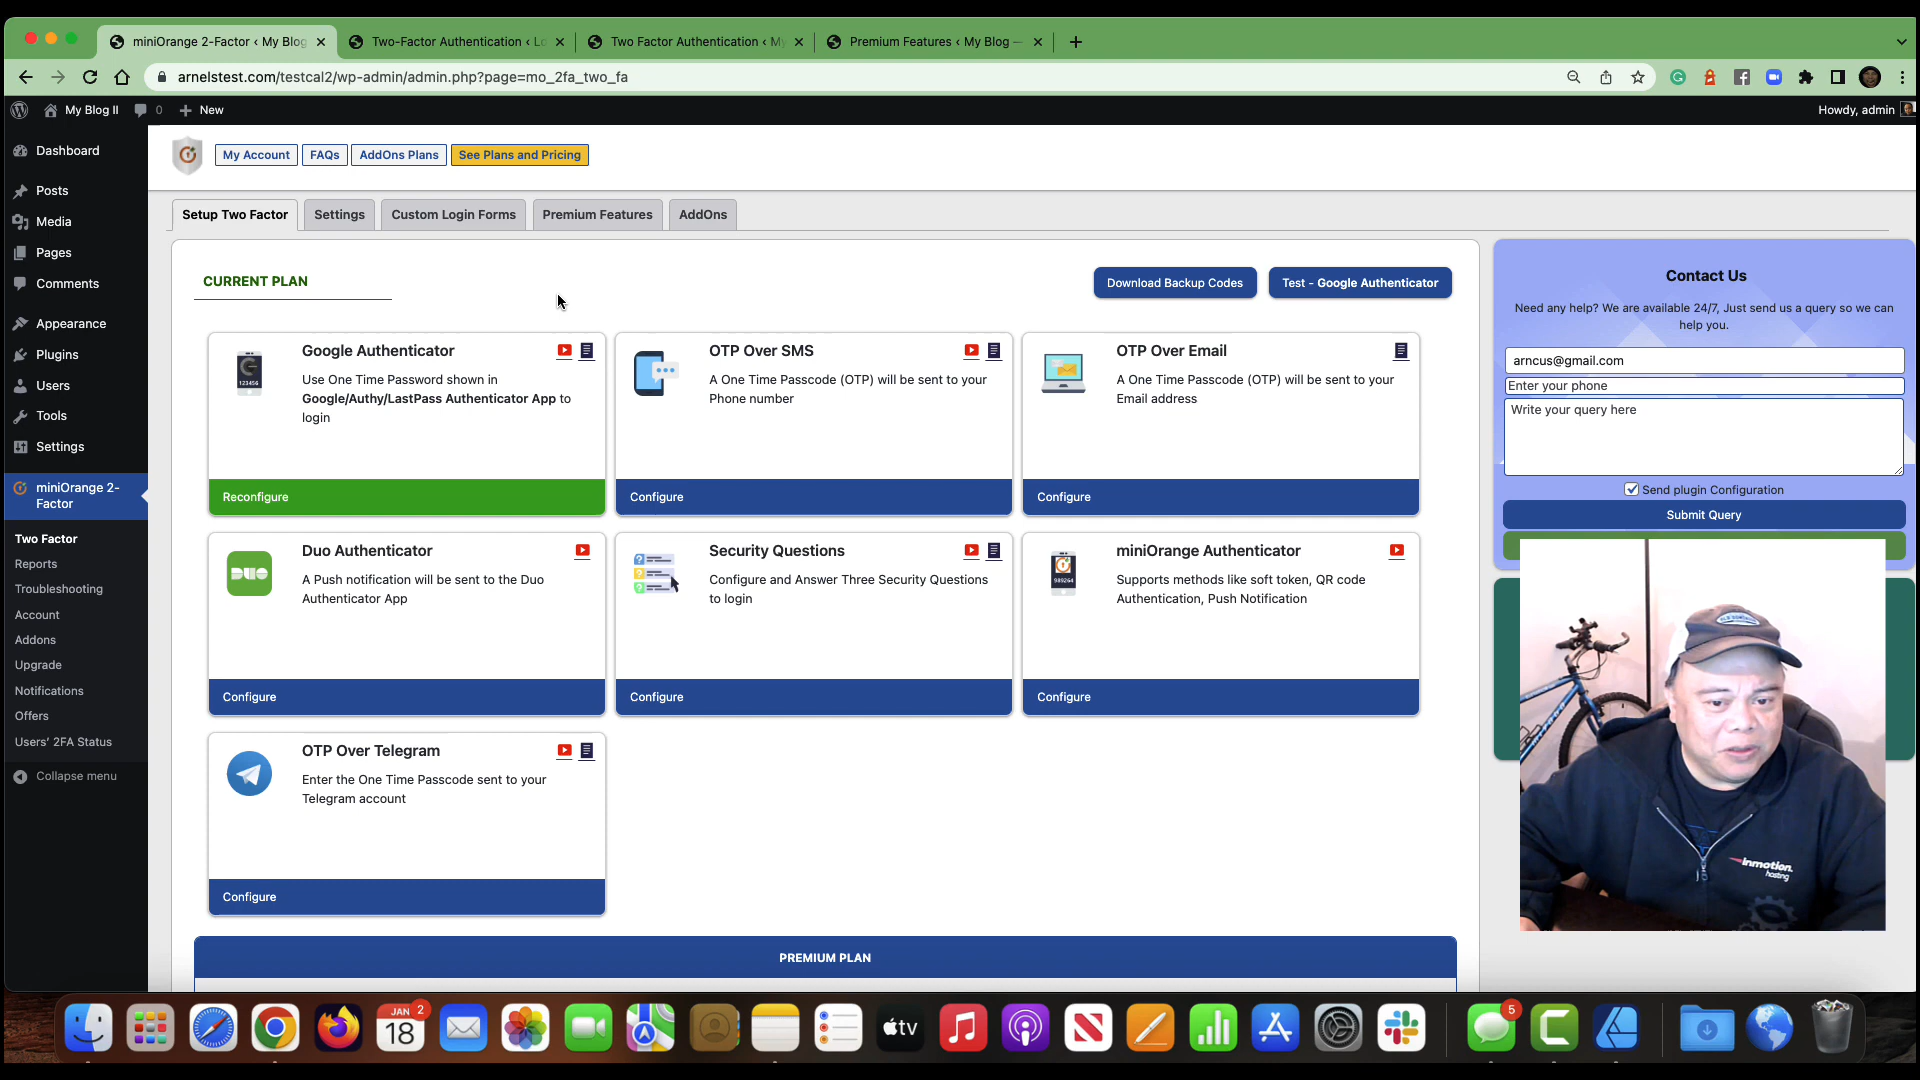 miniOrange 2-Factor ‹ My Blog
Two-Factor Authentication ‹ Lo
Two Factor Authentication ‹ My
Premium Features ‹ My Blog —
arnelstest.com/testcal2/wp-admin/admin.php?page=mo_2fa_two_fa
My Blog II
0
New
Howdy, admin
Dashboard
Posts
Media
Pages
Comments
Appearance
Plugins
Users
Tools
Settings
miniOrange 2-
Factor
Two Factor
Reports
Troubleshooting
Account
Addons
Upgrade
Notifications
Offers
Users' 2FA Status
Collapse menu
My Account
FAQs
AddOns Plans
See Plans and Pricing
Setup Two Factor
Settings
Custom Login Forms
Premium Features
AddOns
CURRENT PLAN
Download Backup Codes
Test - Google Authenticator
123456
Google Authenticator
Use One Time Password shown in
Google/Authy/LastPass Authenticator App to
login
Reconfigure
OTP Over SMS
A One Time Passcode (OTP) will be sent to your
Phone number
Configure
OTP Over Email
A One Time Passcode (OTP) will be sent to your
Email address
Configure
DUO
Duo Authenticator
A Push notification will be sent to the Duo
Authenticator App
Configure
Security Questions
Configure and Answer Three Security Questions
to login
Configure
989264
miniOrange Authenticator
Supports methods like soft token, QR code
Authentication, Push Notification
Configure
OTP Over Telegram
Enter the One Time Passcode sent to your
Telegram account
Configure
PREMIUM PLAN
Contact Us
Need any help? We are available 24/7, Just send us a query so we can
help you.
arncus@gmail.com
Enter your phone
Write your query here
Send plugin Configuration
Submit Query
inmotion.
hosting
JAN
2
18
tv
5